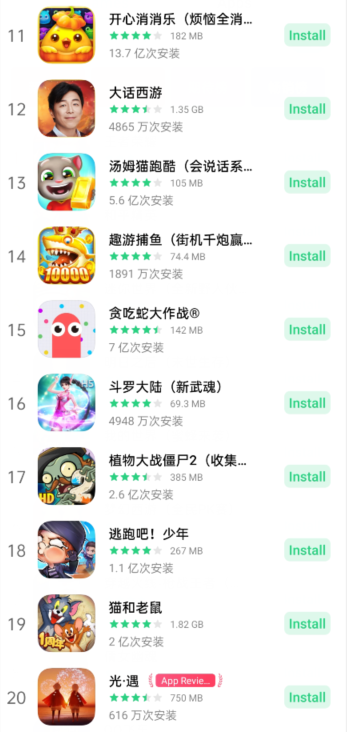 11
开心消消乐（烦恼全消...
182 MB
13.7 亿次安装
Install
12
大话西游
1.35 GB
4865 万次安装
Install
13
汤姆猫跑酷（会说话系...
105 MB
5.6 亿次安装
Install
14
趣游捕鱼（街机千炮赢...
74.4 MB
1891 万次安装
Install
10000
15
贪吃蛇大作战®
142 MB
7 亿次安装
Install
16
斗罗大陆（新武魂）
69.3 MB
4948 万次安装
Install
17
植物大战僵尸2（收集...
385 MB
2.6 亿次安装
Install
HD
18
逃跑吧！少年
267 MB
1.1 亿次安装
Install
19
猫和老鼠
1.82 GB
2 亿次安装
Install
1周年
20
光·遇 App Revie...
750 MB
616 万次安装
Install